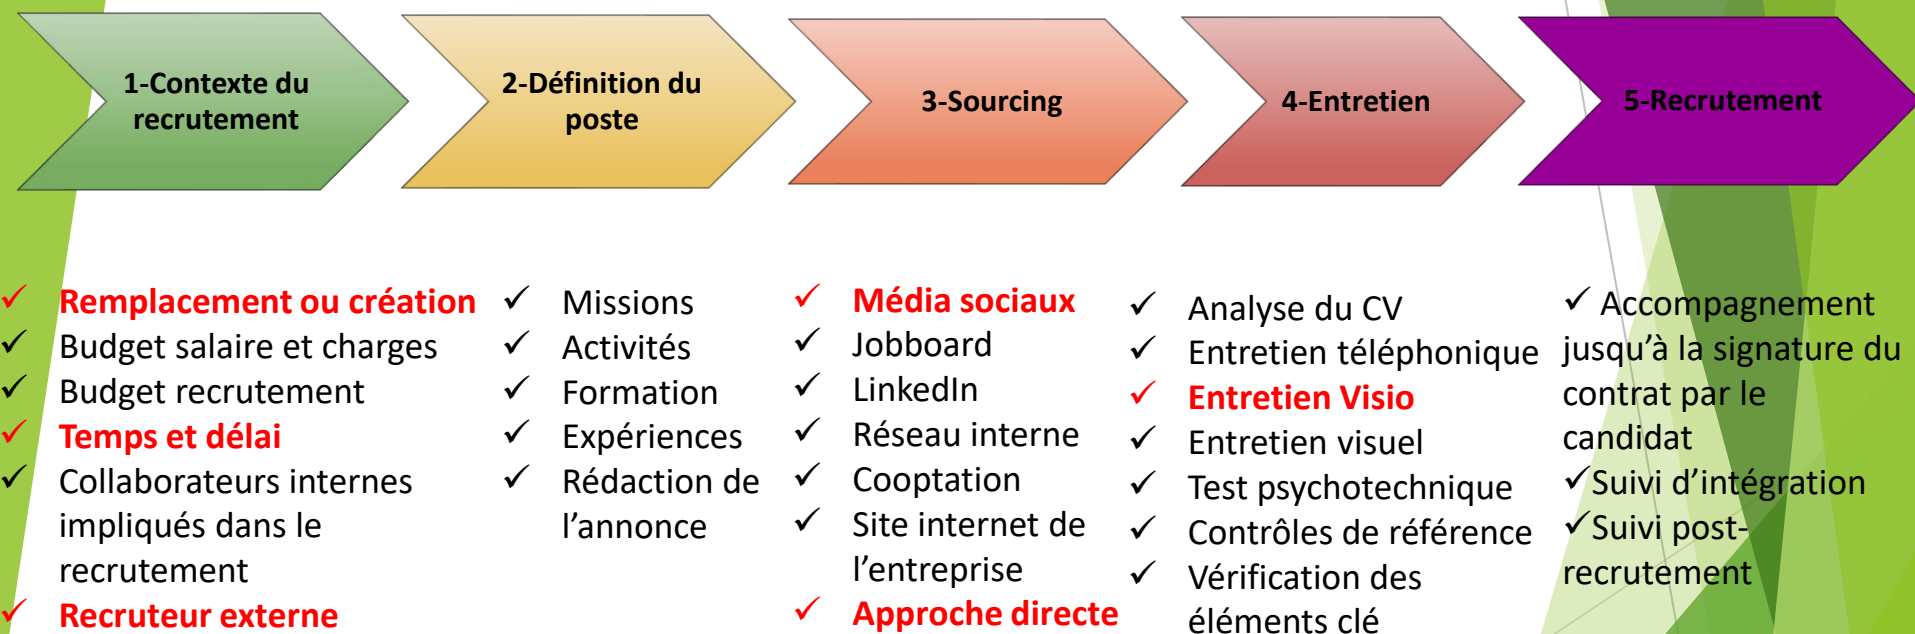 1-Contexte du
recrutement
2-Définition du
poste
3-Sourcing
4-Entretien
5-Recrutement
✓ Remplacement ou création
✓ Budget salaire et charges
✓ Budget recrutement
✓ Temps et délai
✓ Collaborateurs internes
impliqués dans le
recrutement
✓ Recruteur externe
✓ Missions
✓ Activités
✓ Formation
✓ Expériences
✓ Rédaction de
l’annonce
✓ Média sociaux
✓ Jobboard
✓ LinkedIn
✓ Réseau interne
✓ Cooptation
✓ Site internet de
l’entreprise
✓ Approche directe
✓ Analyse du CV
✓ Entretien téléphonique
✓ Entretien Visio
✓ Entretien visuel
✓ Test psychotechnique
✓ Contrôles de référence
✓ Vérification des
éléments clé
✓ Accompagnement
jusqu’à la signature du
contrat par le
candidat
✓Suivi d’intégration
✓Suivi post-
recrutement